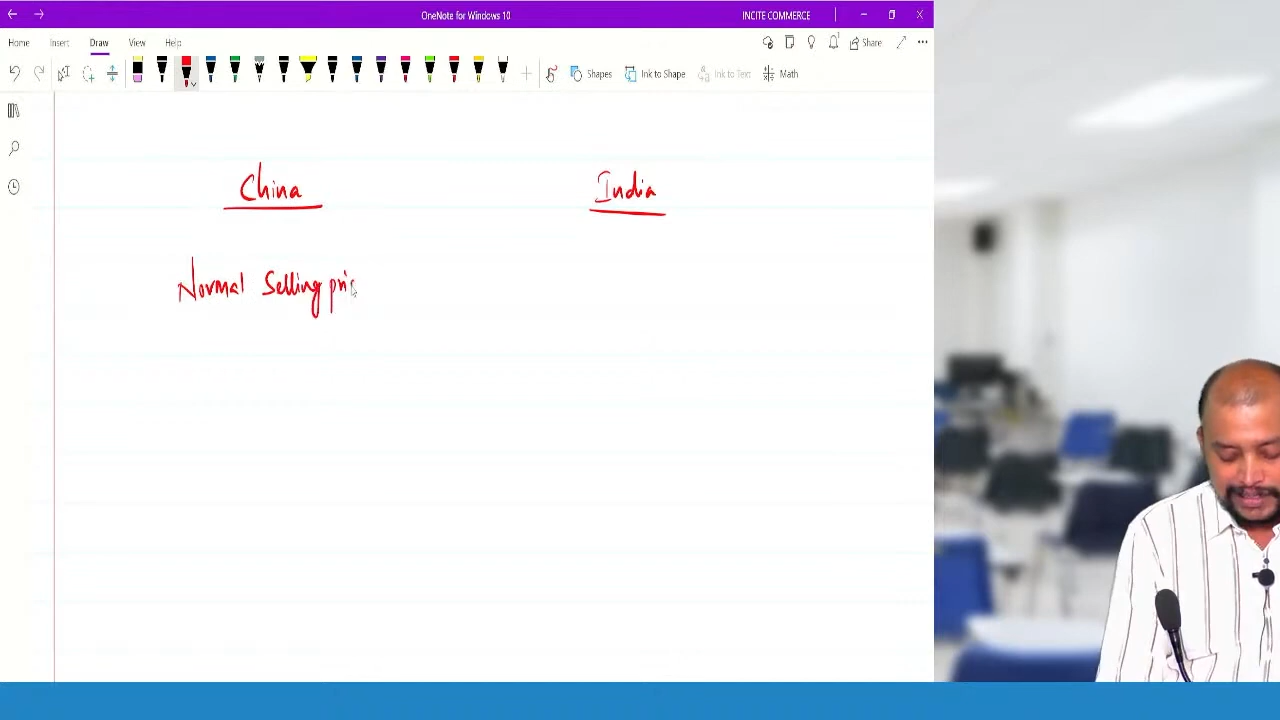 OneNote for Windows 10
INCITE COMMERCE
Home Insert Draw View Help
Share
Shapes Ink to Shape Ink to Text Math
China
India
Normal Selling pric